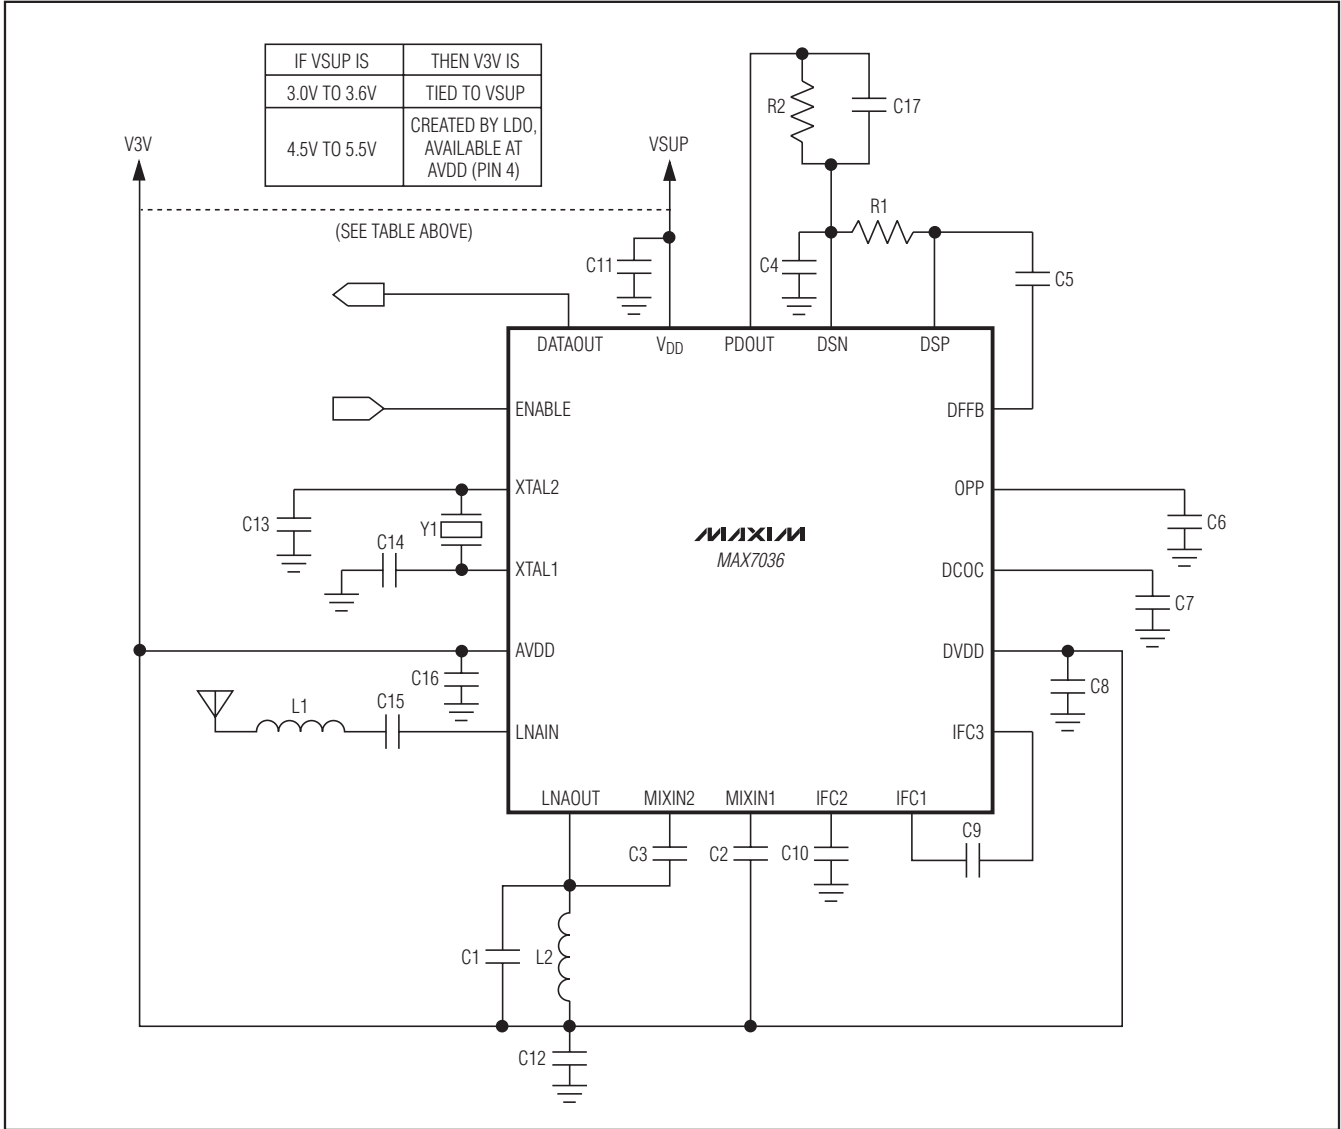 IF VSUP IS THEN V3V IS
3.0V TO 3.6V TIED TO VSUP
4.5V TO 5.5V CREATED BY LDO,
AVAILABLE AT
AVDD (PIN 4)
V3V
VSUP
(SEE TABLE ABOVE)
R2
C17
R1
C11
C4
C5
DATAOUT
VDD
PDOUT
DSN
DSP
ENABLE
DFFB
XTAL2
OPP
C13
Y1
C14
C6
MAXIM
MAX7036
XTAL1
DCOC
C7
AVDD
DVDD
C16
C8
L1
C15
LNAIN
IFC3
LNAOUT
MIXIN2
MIXIN1
IFC2
IFC1
C3
C2
C10
C9
C1
L2
C12